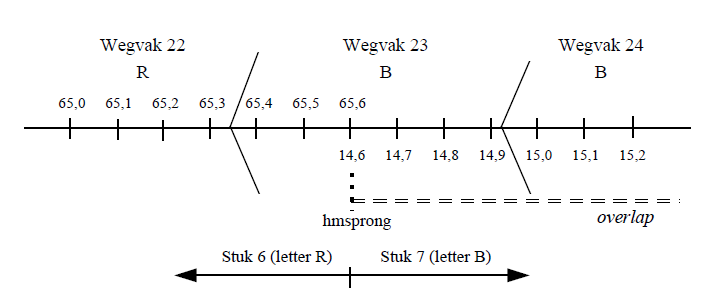 Wegvak 22 Wegvak 23 Wegvak 24
R B B
65,0 65,1 65,2 65,3 65,4 65,5 65,6
14,6 14,7 14,8 14,9 15,0 15,1 15,2
hmsprong overlap
Stuk 6 (letter R) Stuk 7 (letter B)